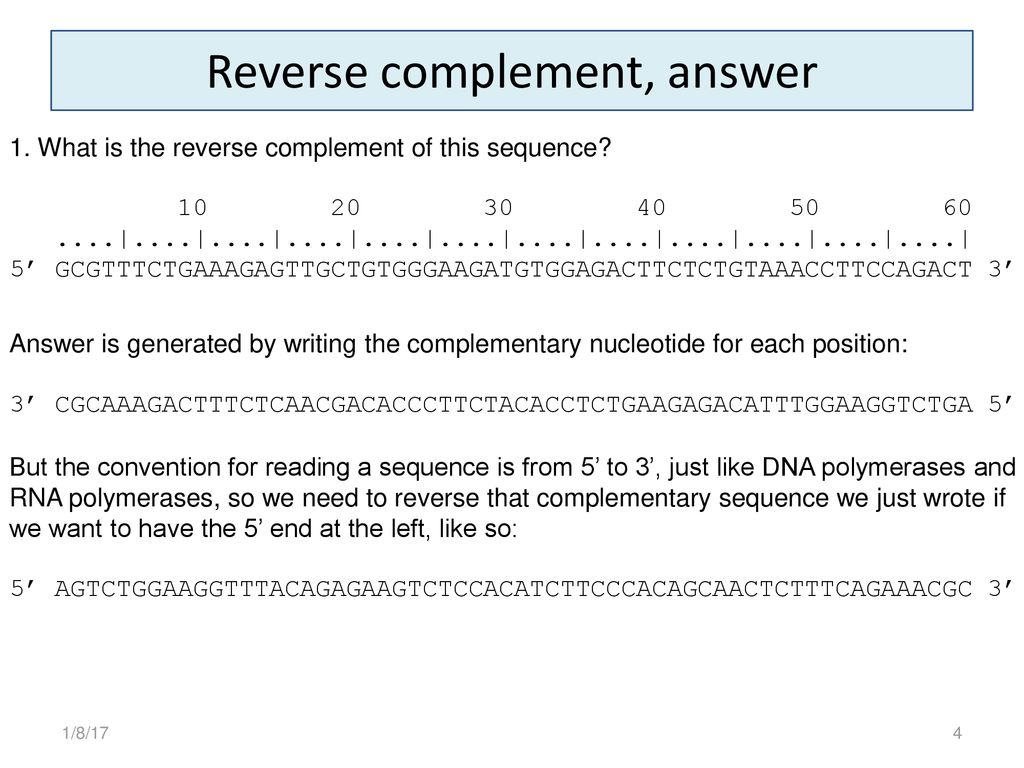 Reverse complement, answer
1. What is the reverse complement of this sequence?
10 20 30 40 50 60
....|....|....|....|....|....|....|....|....|....|....|....|
5’ GCGTTTCTGAAAGAGTTGCTGTGGGAAGATGTGGAGACTTCTCTGTAAACCTTCCAGACT 3’
Answer is generated by writing the complementary nucleotide for each position:
3’ CGCAAAGACTTTCTCAACGACACCCTTCTACACCTCTGAAGAGACATTTGGAAGGTCTGA 5’
But the convention for reading a sequence is from 5’ to 3’, just like DNA polymerases and
RNA polymerases, so we need to reverse that complementary sequence we just wrote if
we want to have the 5’ end at the left, like so:
5’ AGTCTGGAAGGTTTACAGAGAAGTCTCCACATCTTCCCACAGCAACTCTTTCAGAAACGC 3’
1/8/17
4